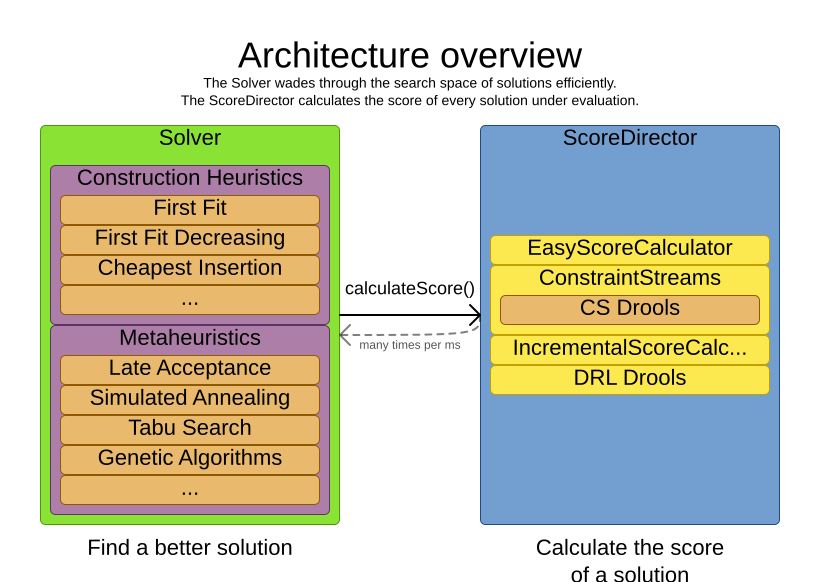 Architecture overview
The Solver wades through the search space of solutions efficiently.
The ScoreDirector calculates the score of every solution under evaluation.
Solver
Construction Heuristics
First Fit
First Fit Decreasing
Cheapest Insertion
...
Metaheuristics
Late Acceptance
Simulated Annealing
Tabu Search
Genetic Algorithms
...
Find a better solution
calculateScore()
many times per ms
ScoreDirector
EasyScoreCalculator
ConstraintStreams
CS Drools
IncrementalScoreCalc...
DRL Drools
Calculate the score
of a solution